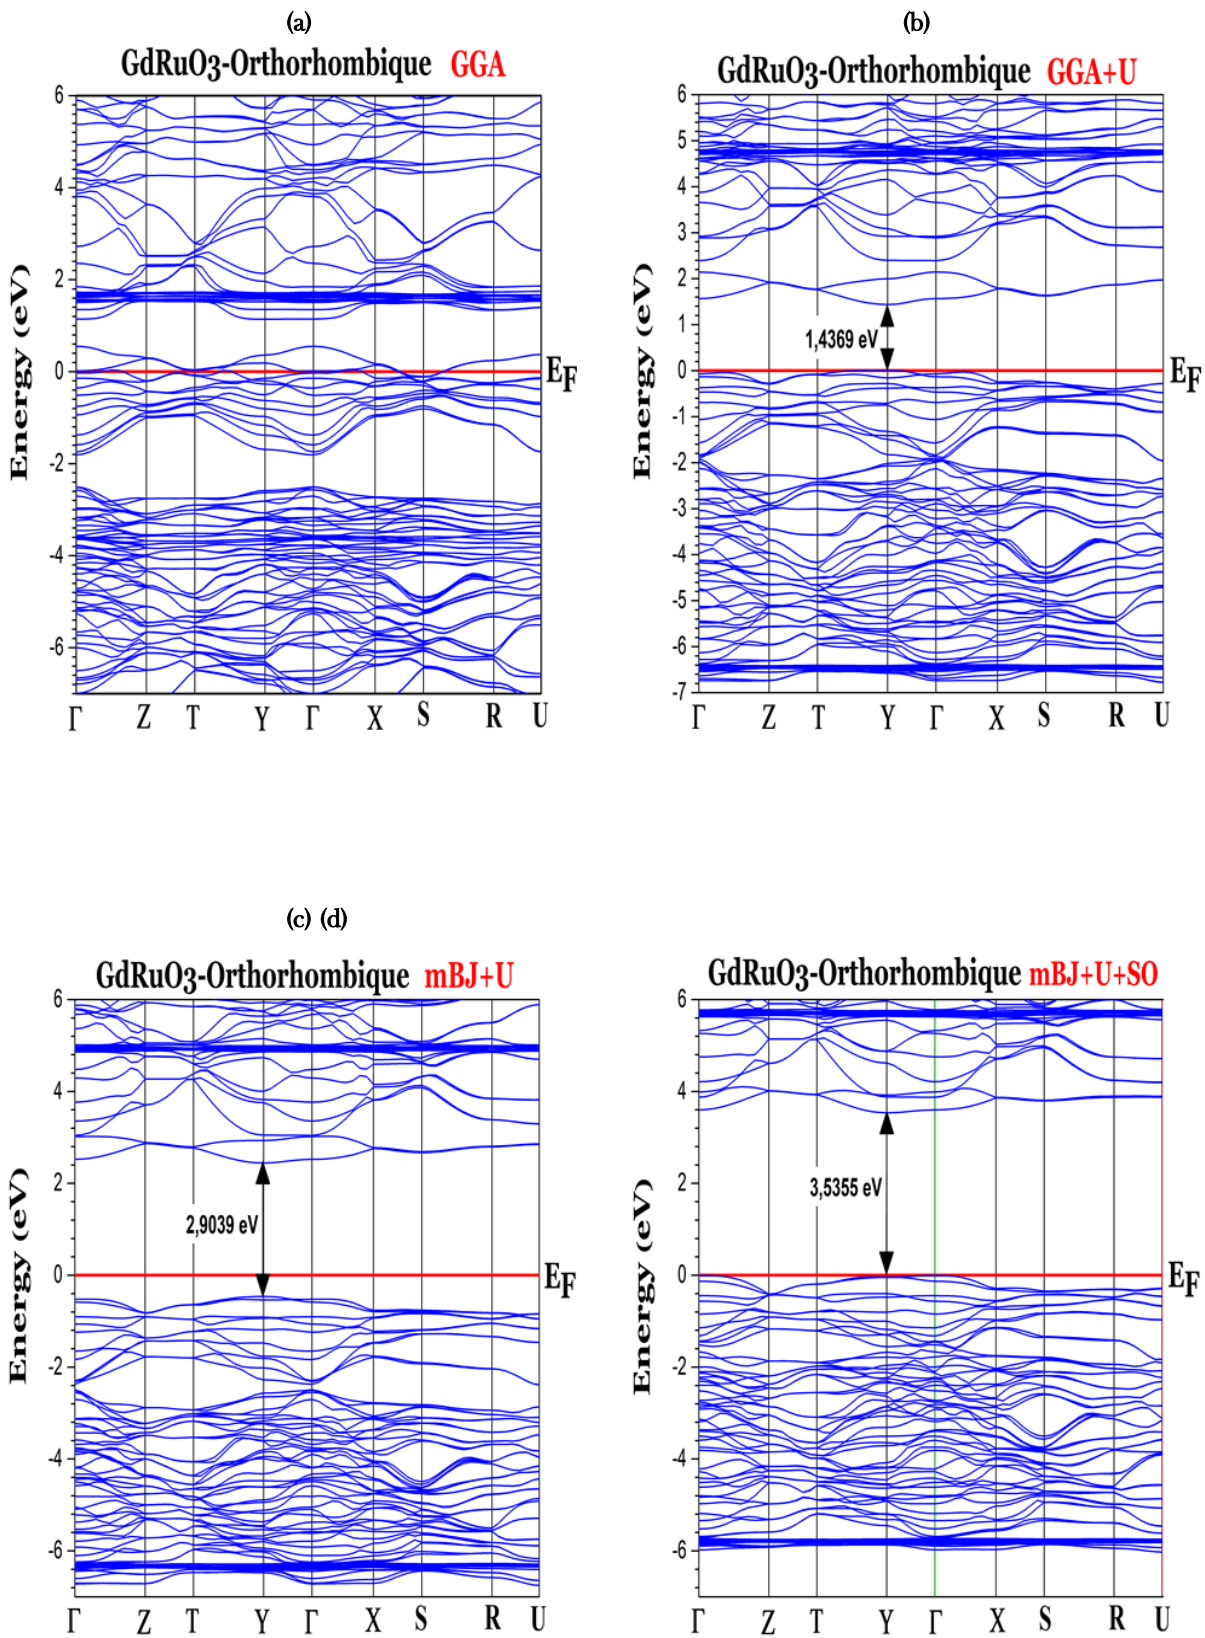 (a)
GdRuO3-Orthorhombique GGA
Energy (eV)
6
4
2
0
-2
-4
-6
EF
Γ Z T Y Γ X S R U
(b)
GdRuO3-Orthorhombique GGA+U
Energy (eV)
6
5
4
3
2
1
0
-1
-2
-3
-4
-5
-6
-7
1,4369 eV
EF
Γ Z T Y Γ X S R U
(c) (d)
GdRuO3-Orthorhombique mBJ+U
Energy (eV)
6
4
2
0
-2
-4
-6
2,9039 eV
EF
Γ Z T Y Γ X S R U
GdRuO3-Orthorhombique mBJ+U+SO
Energy (eV)
6
4
2
0
-2
-4
-6
3,5355 eV
EF
Γ Z T Y Γ X S R U